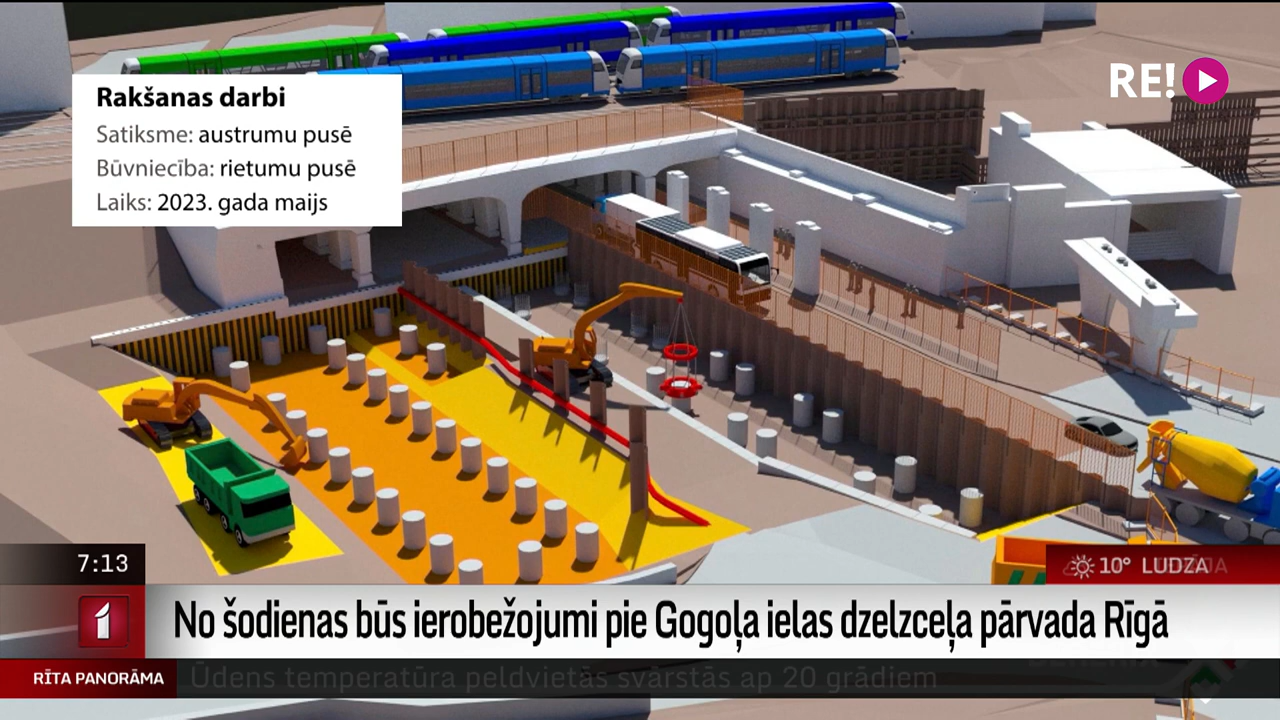 Rakšanas darbi
Satiksme: austrumu pusē
Būvniecība: rietumu pusē
Laiks: 2023. gada maijs
RE!
7:13
10° LUDZA
1
No šodienas būs ierobežojumi pie Gogoļa ielas dzelzceļa pārvada Rīgā
RĪTA PANORĀMA
Ūdens temperatūra peldvietās svārstās ap 20 grādiem